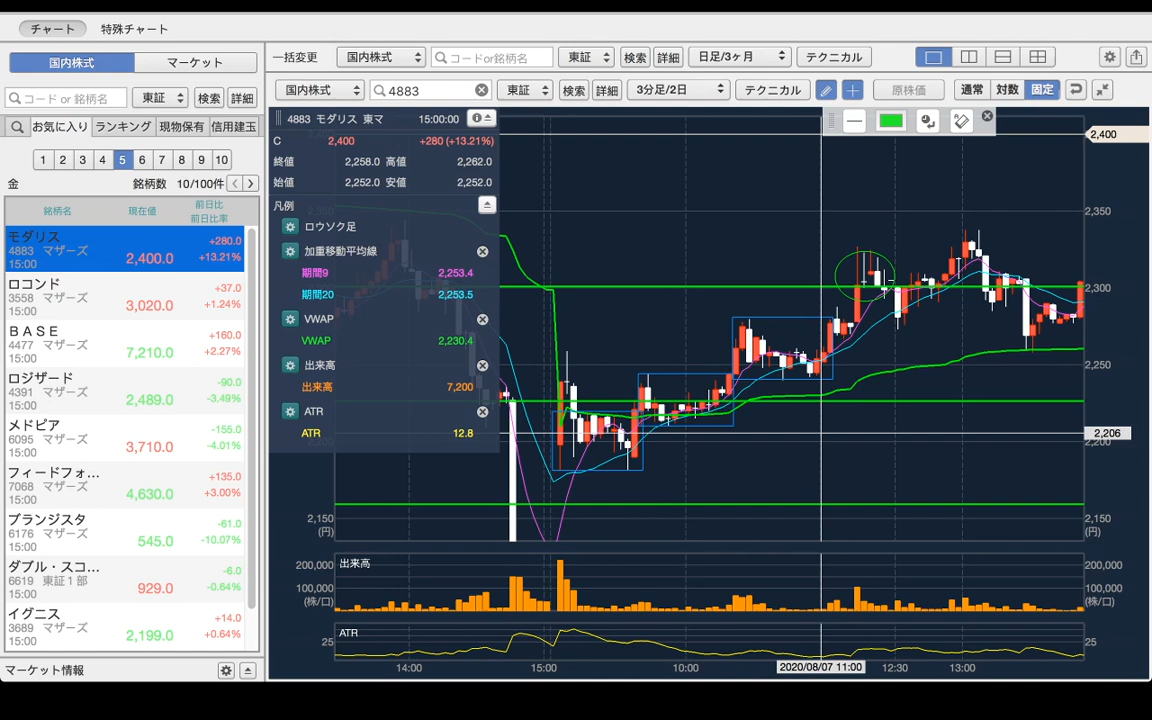 チャート 特殊チャート
国内株式 マーケット
コード or 銘柄名 東証 検索 詳細
お気に入り ランキング 現物保有 信用建玉
1 2 3 4 5 6 7 8 9 10
金 銘柄数 10/100件
銘柄名 現在値 前日比
前日比率
モダリス +280.0
4883 マザーズ 2,400.0 +13.21%
15:00
ロコンド +37.0
3558 マザーズ 3,020.0 +1.24%
15:00
ＢＡＳＥ +160.0
4477 マザーズ 7,210.0 +2.27%
15:00
ロジザード -90.0
4391 マザーズ 2,489.0 -3.49%
15:00
メドピア -155.0
6095 マザーズ 3,710.0 -4.01%
15:00
フィードフォ... +135.0
7068 マザーズ 4,630.0 +3.00%
15:00
ブランジスタ -61.0
6176 マザーズ 545.0 -10.07%
15:00
ダブル・スコ... -6.0
6619 東証１部 929.0 -0.64%
15:00
イグニス +14.0
3689 マザーズ 2,199.0 +0.64%
15:00
マーケット情報
一括変更 国内株式 コードor銘柄名 東証 検索 詳細 日足/3ヶ月 テクニカル
国内株式 4883 東証 検索 詳細 3分足/2日 テクニカル 原株価 通常 対数 固定
4883 モダリス 東マ 15:00:00
C 2,400 +280 (+13.21%)
終値 2,258.0 高値 2,262.0
始値 2,252.0 安値 2,252.0
凡例
ロウソク足
加重移動平均線
期間9 2,253.4
期間20 2,253.5
VWAP
VWAP 2,230.4
出来高
出来高 7,200
ATR
ATR 12.8
2,400
2,350
2,300
2,250
2,206
2,200
2,150 2,150
(円) (円)
出来高
200,000 200,000
100,000 100,000
(株/口) (株/口)
ATR
25 25
14:00 15:00 10:00 2020/08/07 11:00 12:30 13:00